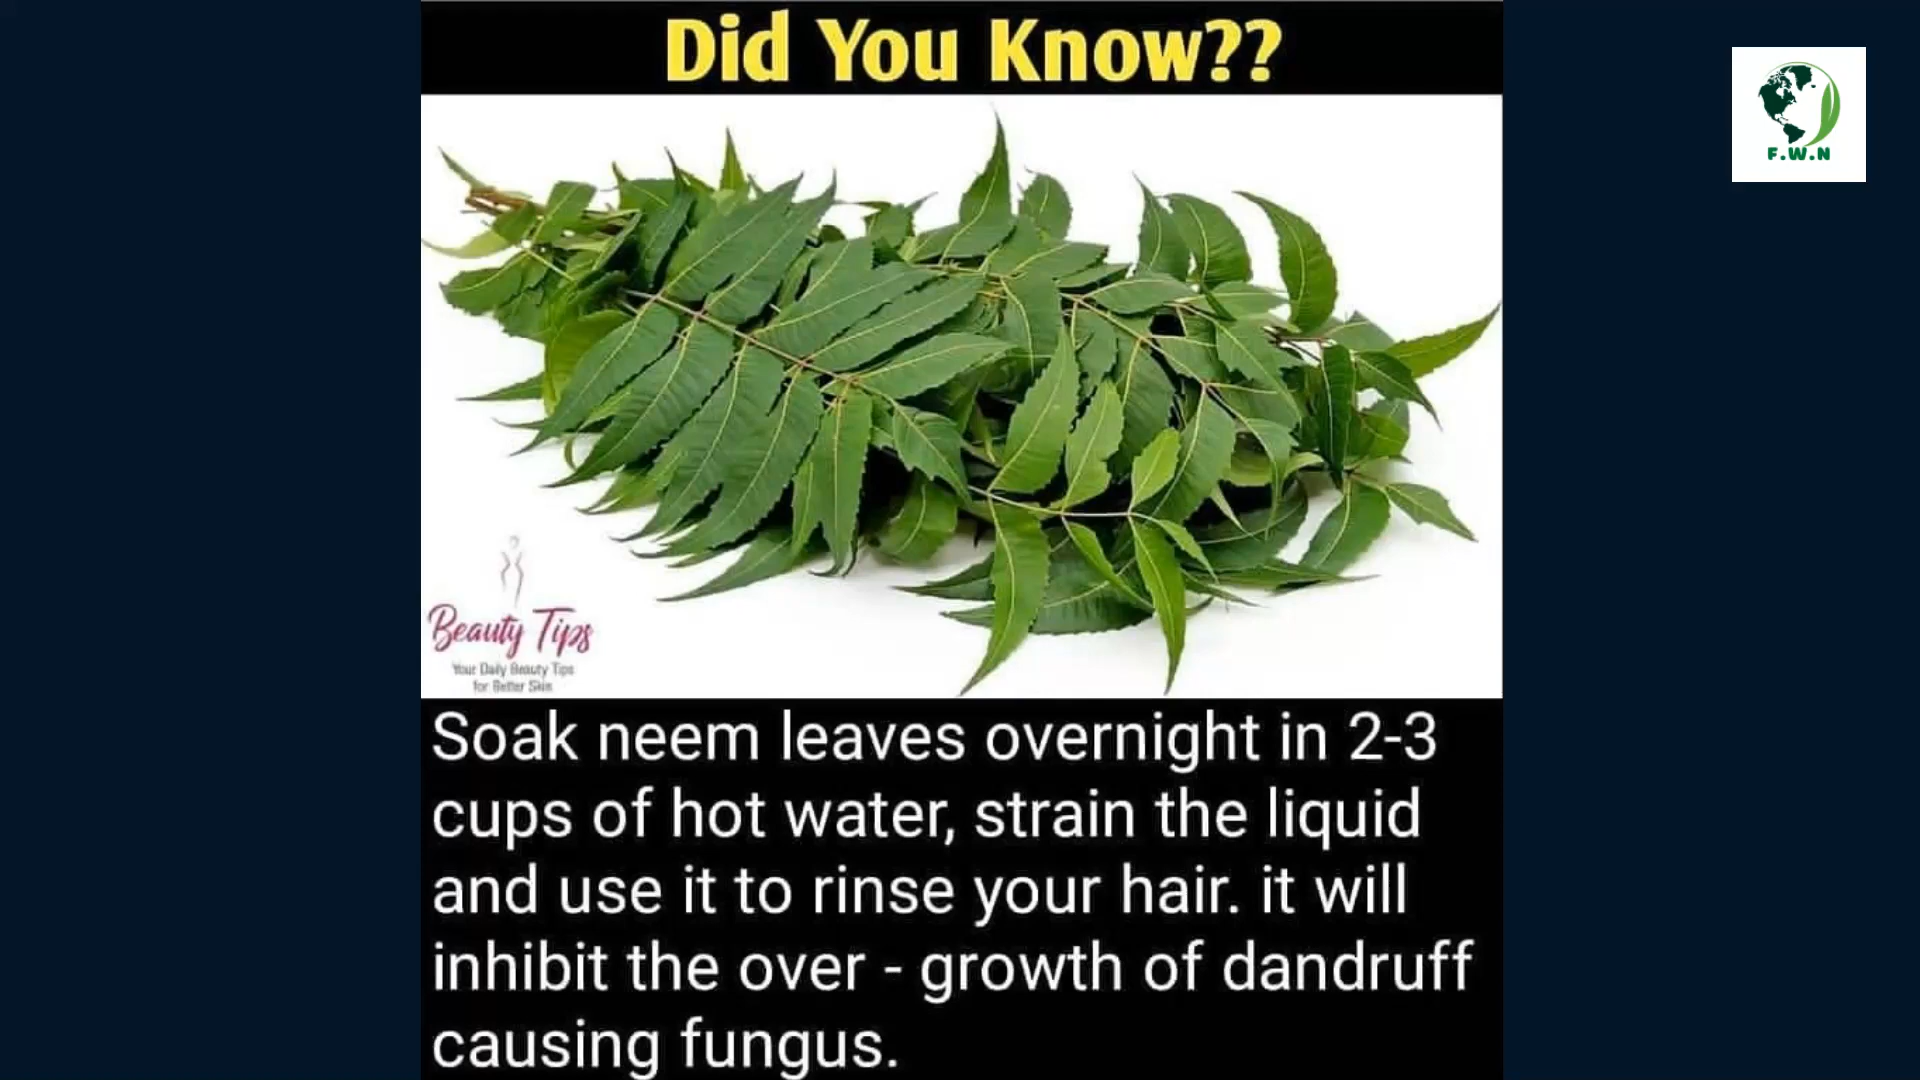 Did You Know??
F.W.N
Beauty Tips
Your Daily Beauty Tips
for Better Skin
Soak neem leaves overnight in 2-3
cups of hot water, strain the liquid
and use it to rinse your hair. it will
inhibit the over - growth of dandruff
causing fungus.